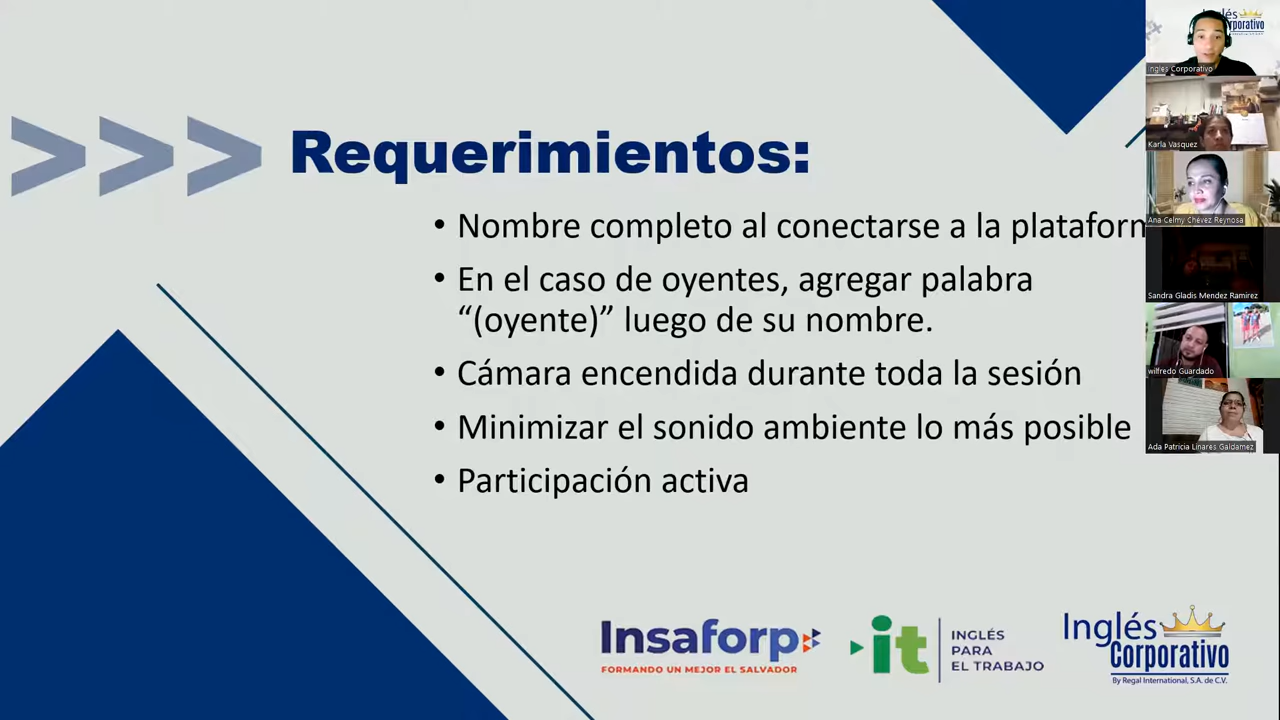 >>> Requerimientos:
• Nombre completo al conectarse a la plataform
• En el caso de oyentes, agregar palabra
“(oyente)” luego de su nombre.
• Cámara encendida durante toda la sesión
• Minimizar el sonido ambiente lo más posible
• Participación activa
Insaforp
FORMANDO UN MEJOR EL SALVADOR
it
INGLÉS
PARA
EL TRABAJO
Inglés
Corporativo
By Regal International, S.A. de C.V.
Inglés Corporativo
Karla Vasquez
Ana Celmy Chévez Reynosa
Sandra Gladis Mendez Ramirez
wilfredo Guardado
Ada Patricia Linares Galdamez